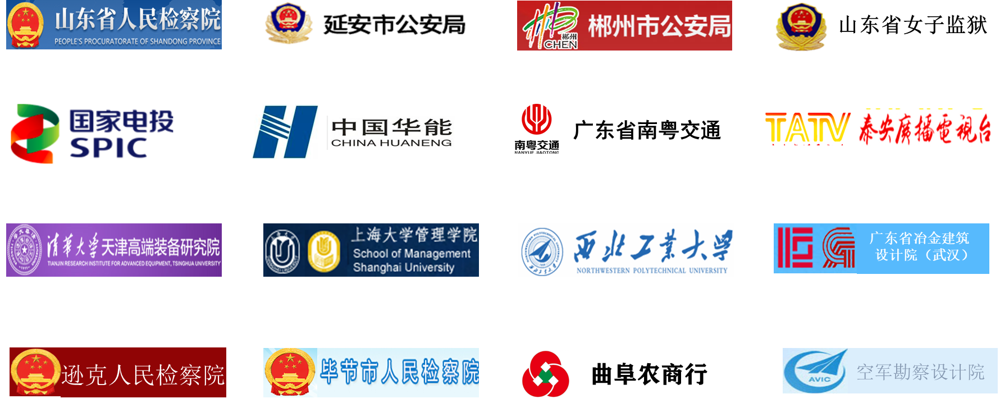 山东省人民检察院
PEOPLE'S PROCURATORATE OF SHANDONG PROVINCE
延安市公安局
郴州
CHEN
郴州市公安局
山东省女子监狱
国家电投
SPIC
中国华能
CHINA HUANENG
南粤交通
NANYUE JIAOTONG
广东省南粤交通
TATV
泰安廣播電視台
清华大学天津高端装备研究院
TIANJIN RESEARCH INSTITUTE FOR ADVANCED EQUIPMENT, TSINGHUA UNIVERSITY
上海大学管理学院
School of Management
Shanghai University
西北工业大学
NORTHWESTERN POLYTECHNICAL UNIVERSITY
广东省冶金建筑
设计院（武汉）
逊克人民检察院
毕节市人民检察院
曲阜农商行
AVIC
空军勘察设计院